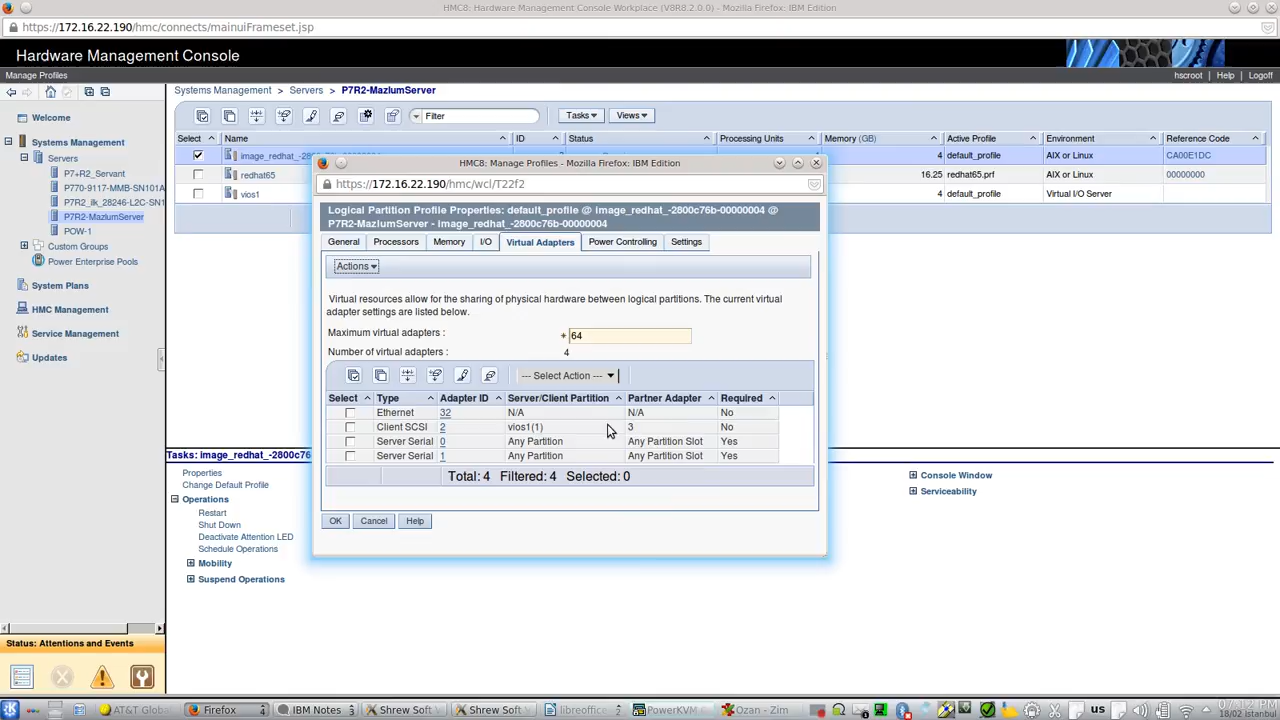 HMC8: Hardware Management Console Workplace (V8R8.2.0.0) - Mozilla Firefox: IBM Edition
https://172.16.22.190/hmc/connects/mainuiFrameset.jsp
Hardware Management Console
Manage Profiles
hscroot | Help | Logoff
Systems Management > Servers > P7R2-MazlumServer
Welcome
Systems Management
Servers
P7+R2_Servant
P770-9117-MMB-SN101A
P7R2_ilk_28246-L2C-SN1
P7R2-MazlumServer
POW-1
Custom Groups
Power Enterprise Pools
System Plans
HMC Management
Service Management
Updates
Status: Attentions and Events
Filter Tasks Views
Select Name ID Status Processing Units Memory (GB) Active Profile Environment Reference Code
4 default_profile AIX or Linux CA00E1DC
redhat65 16.25 redhat65.prf AIX or Linux 00000000
vios1 4 default_profile Virtual I/O Server
HMC8: Manage Profiles - Mozilla Firefox: IBM Edition
https://172.16.22.190/hmc/wcl/T22f2
Logical Partition Profile Properties: default_profile @ image_redhat_-2800c76b-00000004 @
P7R2-MazlumServer - image_redhat_-2800c76b-00000004
General Processors Memory I/O Virtual Adapters Power Controlling Settings
Actions
Virtual resources allow for the sharing of physical hardware between logical partitions. The current virtual
adapter settings are listed below.
Maximum virtual adapters : * 64
Number of virtual adapters : 4
--- Select Action ---
Select Type Adapter ID Server/Client Partition Partner Adapter Required
Ethernet 32 N/A N/A No
Client SCSI 2 vios1(1) 3 No
Server Serial 0 Any Partition Any Partition Slot Yes
Server Serial 1 Any Partition Any Partition Slot Yes
Total: 4 Filtered: 4 Selected: 0
OK Cancel Help
Tasks: image_redhat_-2800c76
Properties
Change Default Profile
Operations
Restart
Shut Down
Deactivate Attention LED
Schedule Operations
Mobility
Suspend Operations
Console Window
Serviceability
AT&T Glob Firefox 4 IBM Notes Shrew Soft Shrew Soft libreoffice 2 PowerKVM Ozan - Zim us 07:12 PM
18/02 Istanbul